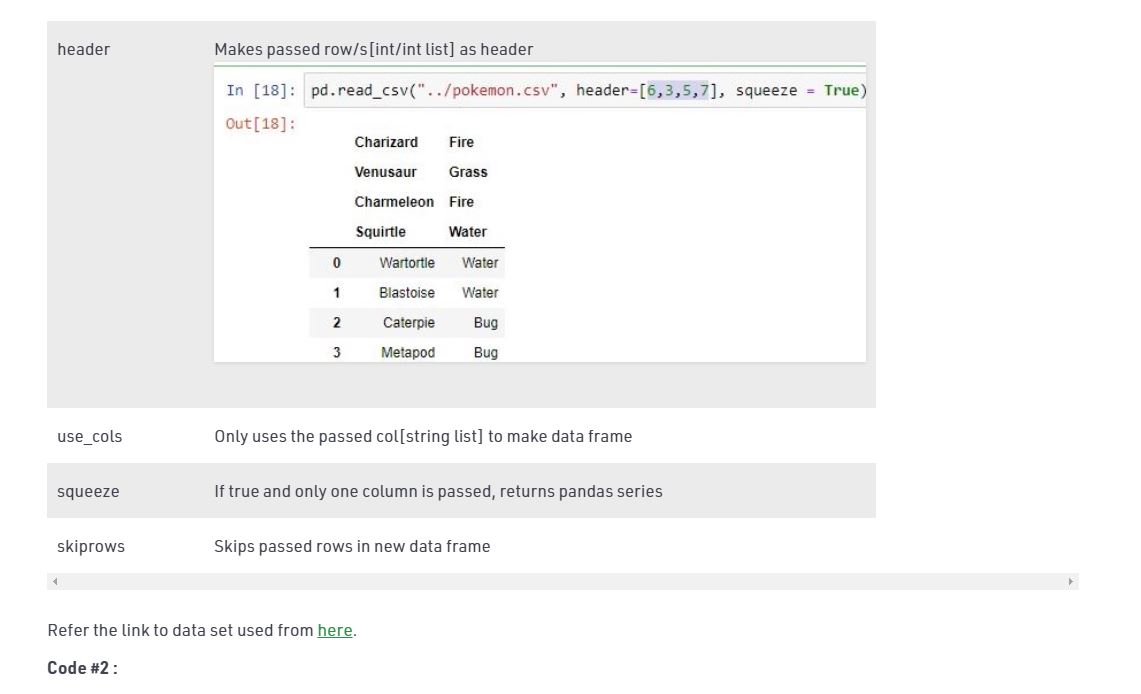 header Makes passed row/s[int/int list] as header
In [18]: pd.read_csv("../pokemon.csv", header=[6,3,5,7], squeeze = True)
Out[18]:
Charizard Fire
Venusaur Grass
Charmeleon Fire
Squirtle Water
0 Wartortle Water
1 Blastoise Water
2 Caterpie Bug
3 Metapod Bug
use_cols Only uses the passed col[string list] to make data frame
squeeze If true and only one column is passed, returns pandas series
skiprows Skips passed rows in new data frame
Refer the link to data set used from here.
Code #2 :